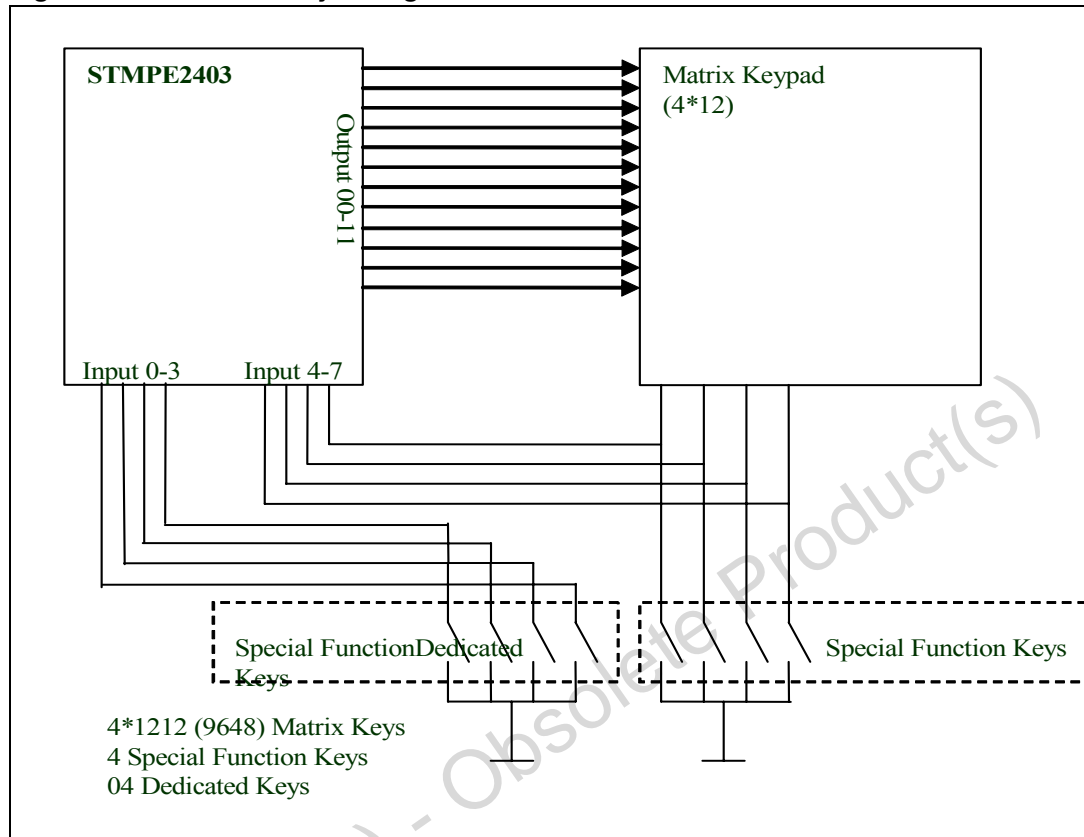 STMPE2403
Output 00-11
Matrix Keypad
(4*12)
Input 0-3
Input 4-7
Special FunctionDedicated
Keys
Special Function Keys
4*1212 (9648) Matrix Keys
4 Special Function Keys
04 Dedicated Keys
) - Obsolete Product(s)